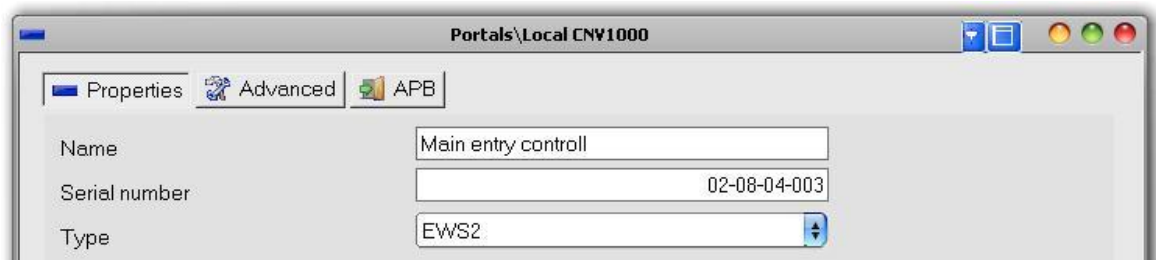 Portals\Local CNV1000
Properties Advanced APB
Name Main entry controll
Serial number 02-08-04-003
Type EWS2